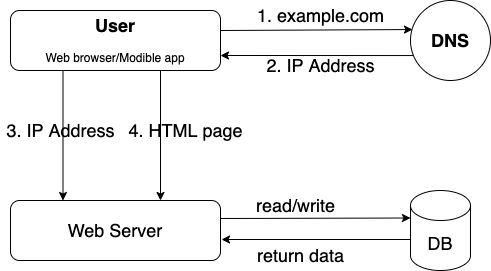 User
Web browser/Modible app
1. example.com
2. IP Address
DNS
3. IP Address
4. HTML page
Web Server
read/write
return data
DB